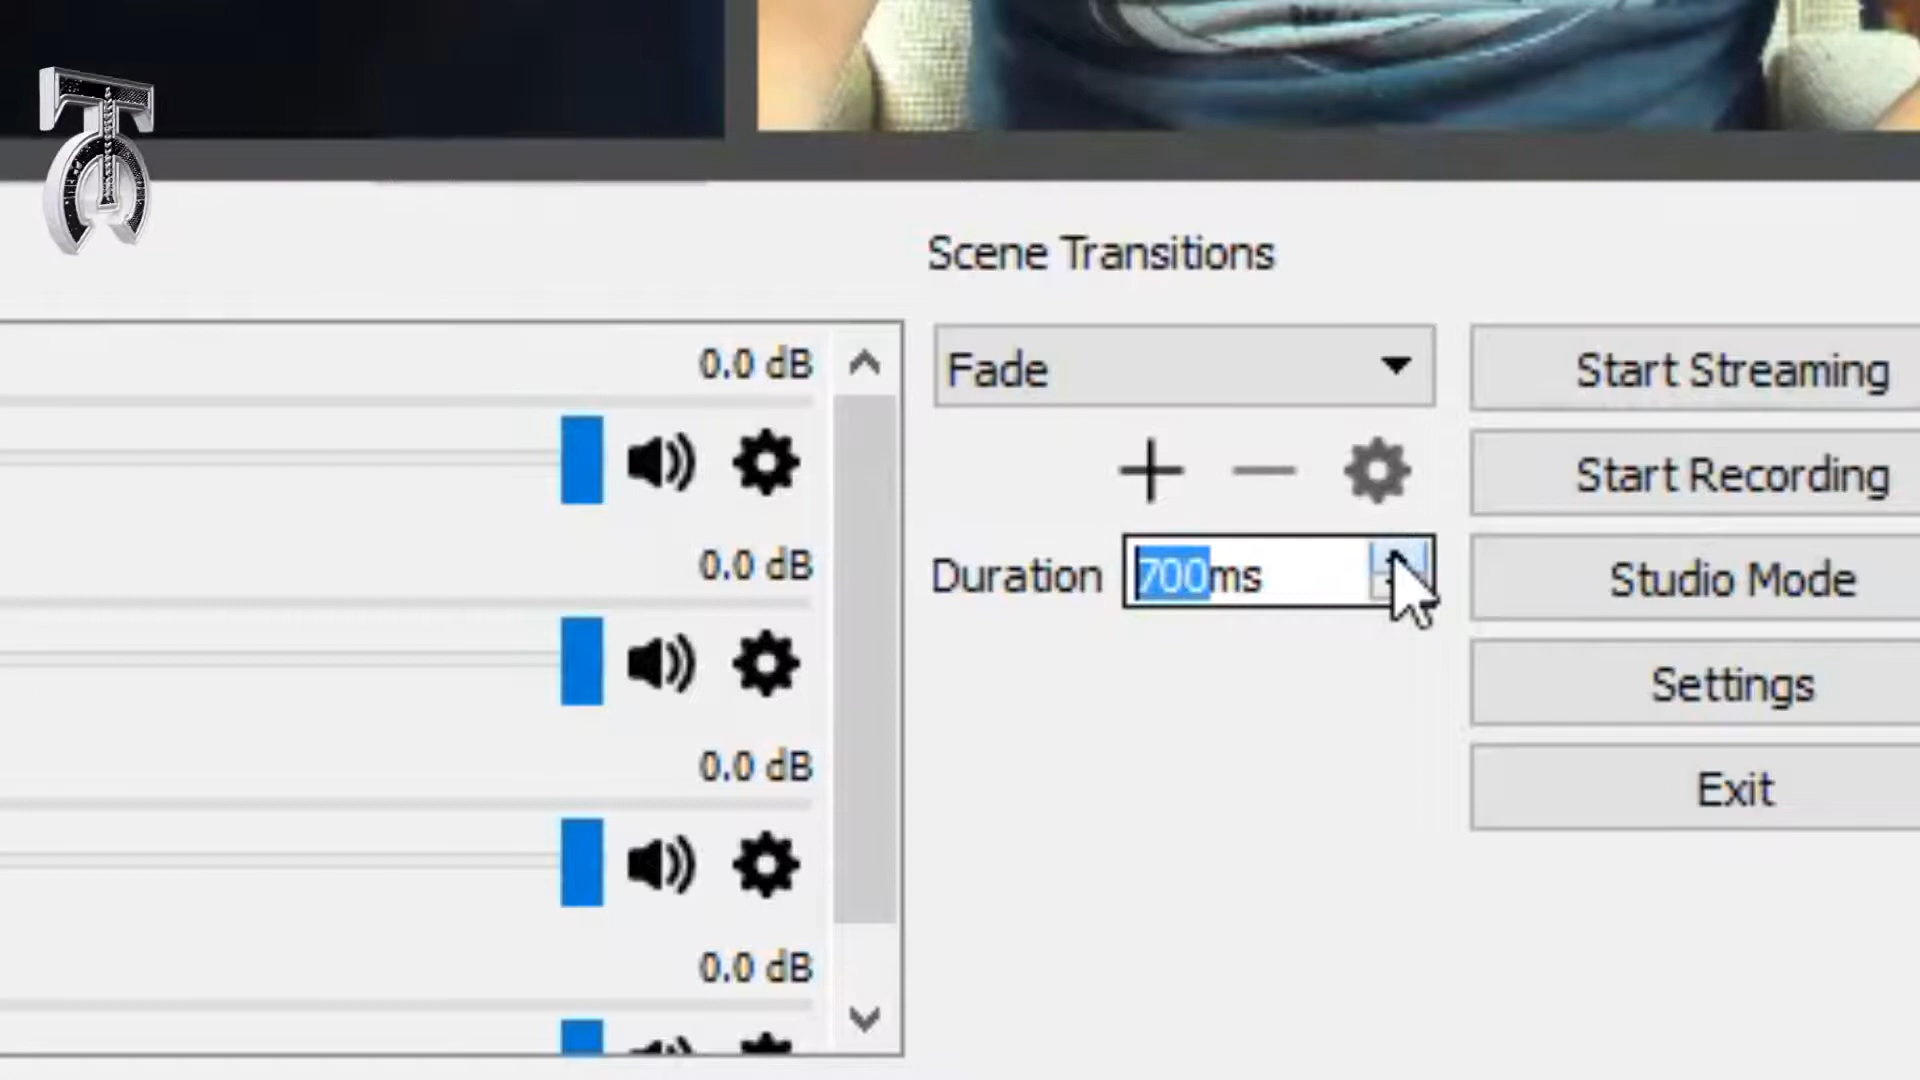 Scene Transitions
0.0 dB
Fade
Start Streaming
Start Recording
0.0 dB
Duration 700ms
Studio Mode
Settings
0.0 dB
Exit
0.0 dB